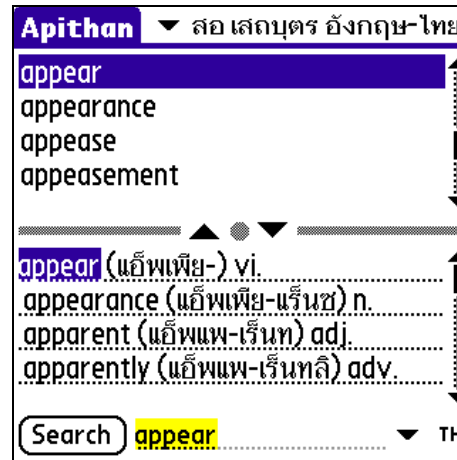 Apithan สอ เสถบุตร อังกฤษ-ไทย
appear
appearance
appease
appeasement
appear (แอ็พเพีย-) vi.
appearance (แอ็พเพีย-แร็นซ) n.
apparent (แอ็พแพ-เร็นท) adj.
apparently (แอ็พแพ-เร็นทลิ) adv.
Search appear TH